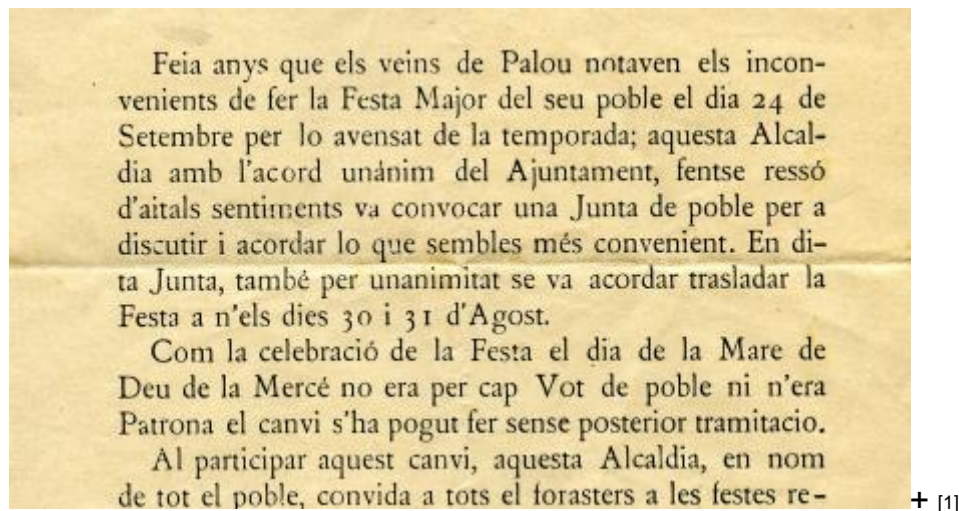 Feia anys que els veins de Palou notaven els incon-
venients de fer la Festa Major del seu poble el dia 24 de
Setembre per lo avensat de la temporada; aquesta Alcal-
dia amb l'acord unánim del Ajuntament, fentse ressó
d'aitals sentiments va convocar una Junta de poble per a
discutir i acordar lo que sembles més convenient. En di-
ta Junta, també per unanimitat se va acordar trasladar la
Festa a n'els dies 30 i 31 d'Agost.
Com la celebració de la Festa el dia de la Mare de
Deu de la Mercé no era per cap Vot de poble ni n'era
Patrona el canvi s'ha pogut fer sense posterior tramitacio.
Al participar aquest canvi, aquesta Alcaldia, en nom
de tot el poble, convida a tots el forasters a les festes re-
+ [1]